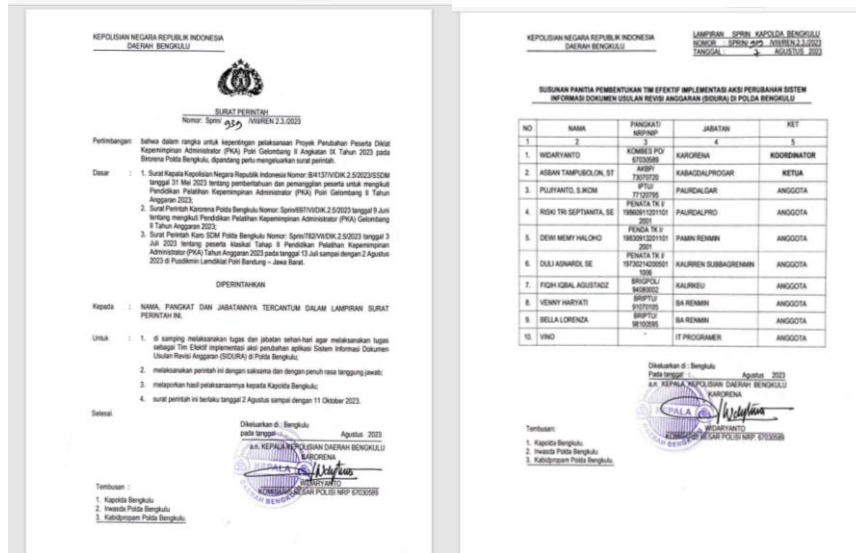 KEPOLISIAN NEGARA REPUBLIK INDONESIA
DAERAH BENGKULU
SURAT PERINTAH
Nomor: Sprin/ 939 /VIII/REN 2.3./2023
Pertimbangan: bahwa dalam rangka untuk kepentingan pelaksanaan Proyek Perubahan Peserta Diklat
Kepemimpinan Administrator (PKA) Polri Gelombang II Angkatan IX Tahun 2023 pada
Birorena Polda Bengkulu, dipandang perlu mengeluarkan surat perintah.
Dasar : 1. Surat Kepala Kepolisian Negara Republik Indonesia Nomor: B/4137/V/DIK.2.5/2023/SSDM
tanggal 31 Mei 2023 tentang pemberitahuan dan pemanggilan peserta untuk mengikuti
Pendidikan Pelatihan Kepemimpinan Administrator (PKA) Polri Gelombang II Tahun
Anggaran 2023;
2. Surat Perintah Karorena Polda Bengkulu Nomor: Sprin/697/VI/DIK.2.5/2023 tanggal 9 Juni
tentang mengikuti Pendidikan Pelatihan Kepemimpinan Administrator (PKA) Gelombang
II Tahun Anggaran 2023;
3. Surat Perintah Karo SDM Polda Bengkulu Nomor: Sprin/782/VII/DIK.2.5/2023 tanggal 3
Juli 2023 tentang peserta klasikal Tahap II Pendidikan Pelatihan Kepemimpinan
Administrator (PKA) Tahun Anggaran 2023 pada tanggal 13 Juli sampai dengan 2 Agustus
2023 di Pusdikmin Lemdiklat Polri Bandung – Jawa Barat.
DIPERINTAHKAN
Kepada : NAMA, PANGKAT DAN JABATANNYA TERCANTUM DALAM LAMPIRAN SURAT
PERINTAH INI.
Untuk : 1. di samping melaksanakan tugas dan jabatan sehari-hari agar melaksanakan tugas
sebagai Tim Efektif implementasi aksi perubahan aplikasi Sistem Informasi Dokumen
Usulan Revisi Anggaran (SIDURA) di Polda Bengkulu;
2. melaksanakan perintah ini dengan saksama dan dengan penuh rasa tanggung jawab;
3. melaporkan hasil pelaksanaannya kepada Kapolda Bengkulu;
4. surat perintah ini berlaku tanggal 2 Agustus sampai dengan 11 Oktober 2023.
Selesai.
Dikeluarkan di : Bengkulu
pada tanggal : Agustus 2023
a.n. KEPALA KEPOLISIAN DAERAH BENGKULU
KARORENA
KEPALA
WIDARYANTO
KOMISARIS BESAR POLISI NRP 67030589
Tembusan :
1. Kapolda Bengkulu
2. Irwasda Polda Bengkulu
3. Kabidpropam Polda Bengkulu.
KEPOLISIAN NEGARA REPUBLIK INDONESIA
DAERAH BENGKULU
LAMPIRAN SPRIN KAPOLDA BENGKULU
NOMOR : SPRIN/ 939 /VIII/REN 2.3./2023
TANGGAL : 2 AGUSTUS 2023
SUSUNAN PANITIA PEMBENTUKAN TIM EFEKTIF IMPLEMENTASI AKSI PERUBAHAN SISTEM
INFORMASI DOKUMEN USULAN REVISI ANGGARAN (SIDURA) DI POLDA BENGKULU
NO NAMA PANGKAT/ NRP/NIP JABATAN KET
1 2 3 4 5
1. WIDARYANTO KOMBES POL/ 67030589 KARORENA KOORDINATOR
2. ASBAN TAMPUBOLON, ST AKBP/ 73070720 KABAGDALPROGAR KETUA
3. PUJIYANTO, S.KOM IPTU/ 77120795 PAURDALGAR ANGGOTA
4. RISKI TRI SEPTIANITA, SE PENATA TK I/ 198609112011012001 PAURDALPRO ANGGOTA
5. DEWI MEMY HALOHO PENDA TK I/ 198309132011012001 PAMIN RENMIN ANGGOTA
6. DULI ASNARDI, SE PENATA TK I/ 197302142005011006 KAURREN SUBBAGRENMIN ANGGOTA
7. FIQIH IQBAL AGUSTADZ BRIGPOL/ 94080002 KAURKEU ANGGOTA
8. VENNY HARYATI BRIPTU/ 91070105 BA RENMIN ANGGOTA
9. BELLA LORENZA BRIPTU/ 98100595 BA RENMIN ANGGOTA
10. VINO - IT PROGRAMER ANGGOTA
Dikeluarkan di : Bengkulu
Pada tanggal : Agustus 2023
a.n. KEPALA KEPOLISIAN DAERAH BENGKULU
KARORENA
KEPALA
WIDARYANTO
KOMISARIS BESAR POLISI NRP. 67030589
Tembusan:
1. Kapolda Bengkulu.
2. Irwasda Polda Bengkulu
3. Kabidpropam Polda Bengkulu.